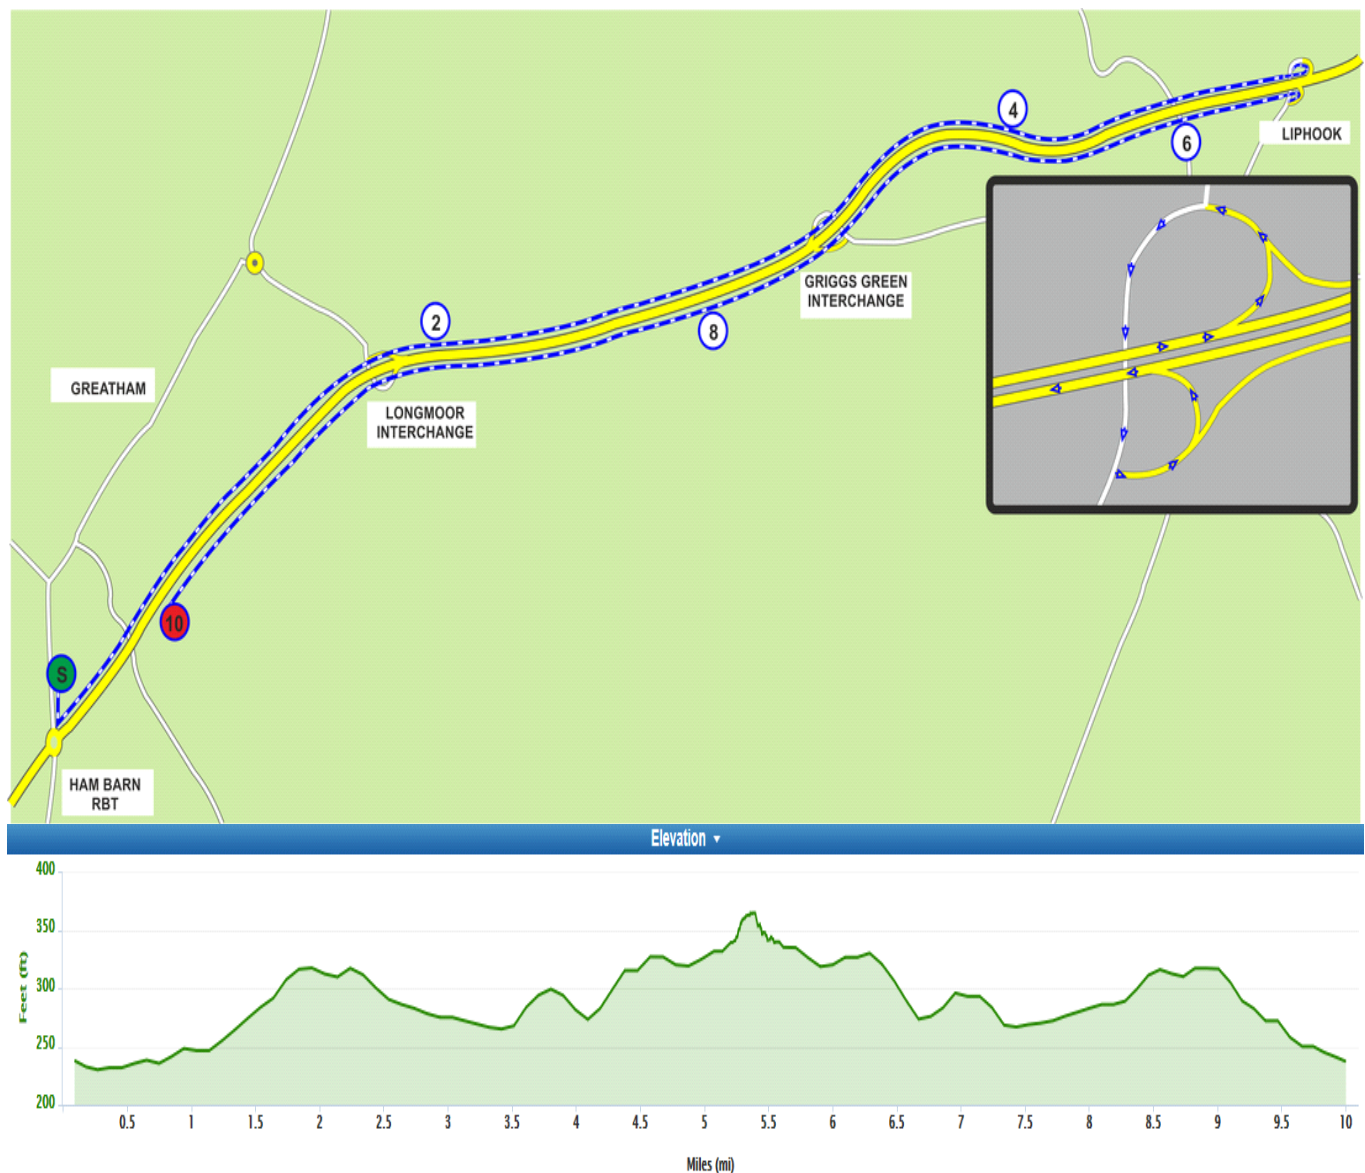 4
LIPHOOK
6
GRIGGS GREEN
INTERCHANGE
2
8
GREATHAM
LONGMOOR
INTERCHANGE
10
S
HAM BARN
RBT
Elevation ▾
400
350
300
250
200
Feet (ft)
0.5 1 1.5 2 2.5 3 3.5 4 4.5 5 5.5 6 6.5 7 7.5 8 8.5 9 9.5 10
Miles (mi)